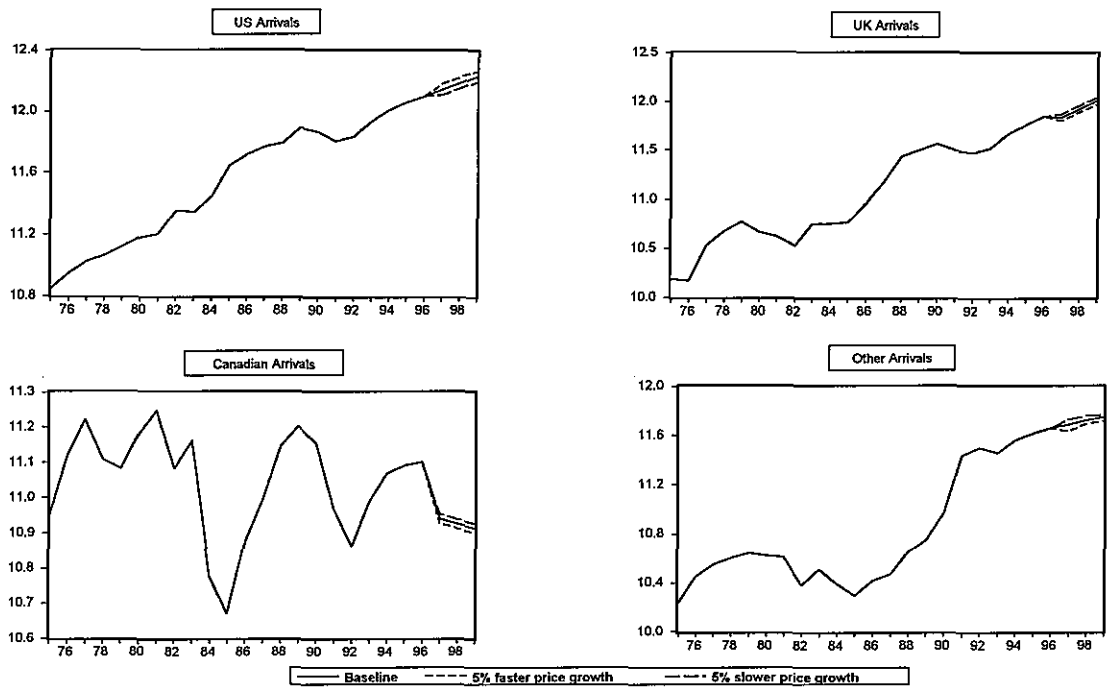 US Arrivals
12.4
12.0
11.6
11.2
10.8
76 78 80 82 84 86 88 90 92 94 96 98
UK Arrivals
12.5
12.0
11.5
11.0
10.5
10.0
76 78 80 82 84 86 88 90 92 94 96 98
Canadian Arrivals
11.3
11.2
11.1
11.0
10.9
10.8
10.7
10.6
76 78 80 82 84 86 88 90 92 94 96 98
Other Arrivals
12.0
11.6
11.2
10.8
10.4
10.0
76 78 80 82 84 86 88 90 92 94 96 98
Baseline 5% faster price growth 5% slower price growth